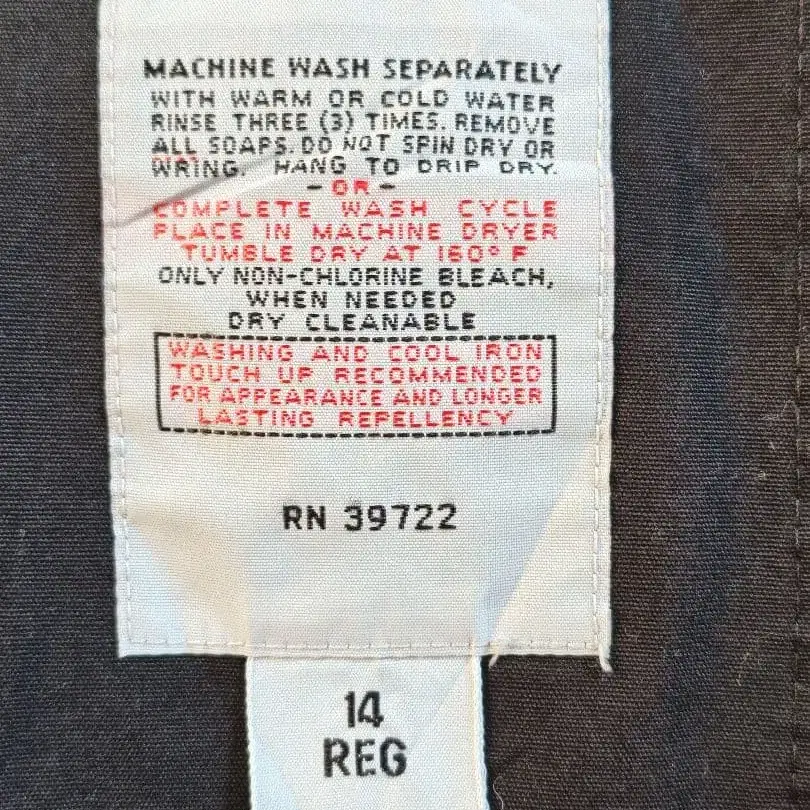 MACHINE WASH SEPARATELY
WITH WARM OR COLD WATER
RINSE THREE (3) TIMES. REMOVE
ALL SOAPS. DO NOT SPIN DRY OR
WRING. HANG TO DRIP DRY.
-OR-
COMPLETE WASH CYCLE
PLACE IN MACHINE DRYER
TUMBLE DRY AT 160° F
ONLY NON-CHLORINE BLEACH,
WHEN NEEDED
DRY CLEANABLE
WASHING AND COOL IRON
TOUCH UP RECOMMENDED
FOR APPEARANCE AND LONGER
LASTING REPELLENCY
RN 39722
14
REG